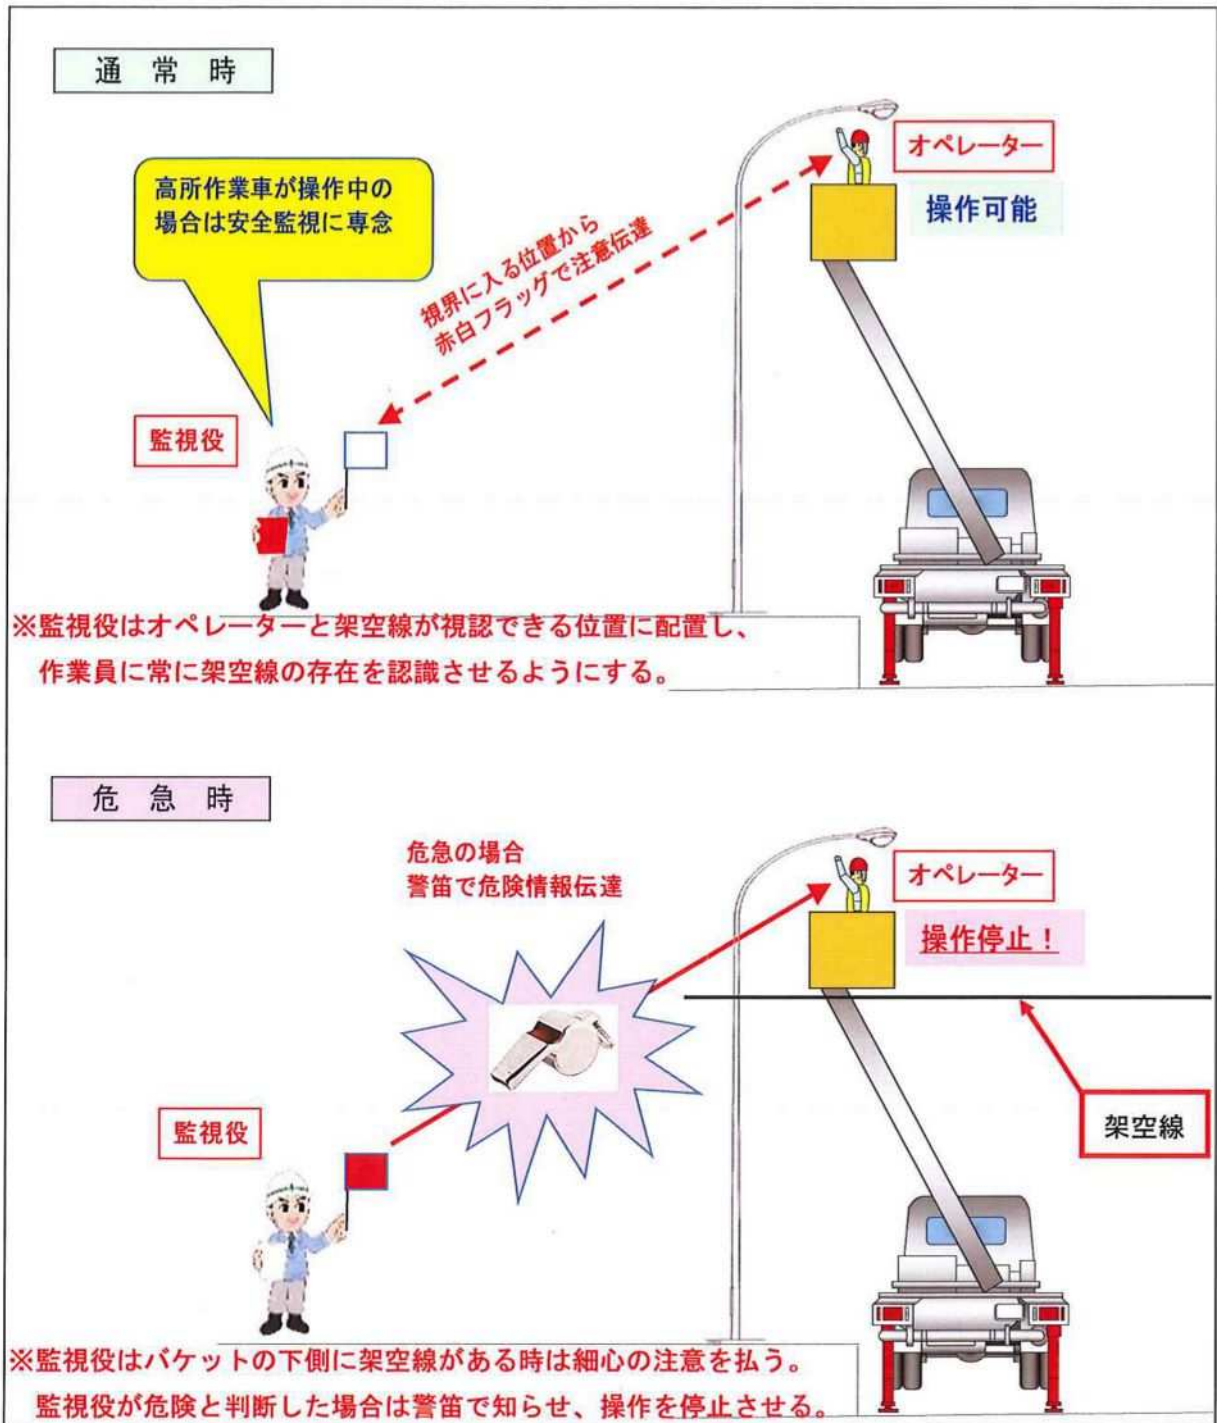 通常時
高所作業車が操作中の
場合は安全監視に専念
オペレーター
操作可能
視界に入る位置から
赤白フラッグで注意伝達
監視役
※監視役はオペレーターと架空線が視認できる位置に配置し、
作業員に常に架空線の存在を認識させるようにする。
危急時
危急の場合
警笛で危険情報伝達
オペレーター
操作停止！
監視役
架空線
※監視役はバケットの下側に架空線がある時は細心の注意を払う。
監視役が危険と判断した場合は警笛で知らせ、操作を停止させる。